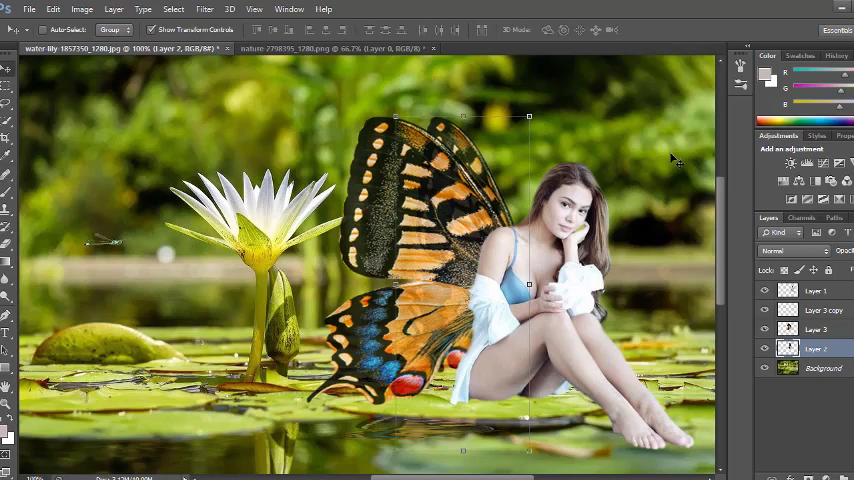 Ps File Edit Image Layer Type Select Filter 3D View Window Help
Auto-Select: Group Show Transform Controls 3D Mode: Essentials
water-lily-1857350_1280.jpg @ 100% (Layer 2, RGB/8#) * × nature-2798395_1280.png @ 66.7% (Layer 0, RGB/8) * ×
Color Swatches History
R
G
B
Adjustments Styles
Add an adjustment
Layers Channels Paths
Kind
Normal
Lock:
Layer 1
Layer 3 copy
Layer 3
Layer 2
Background